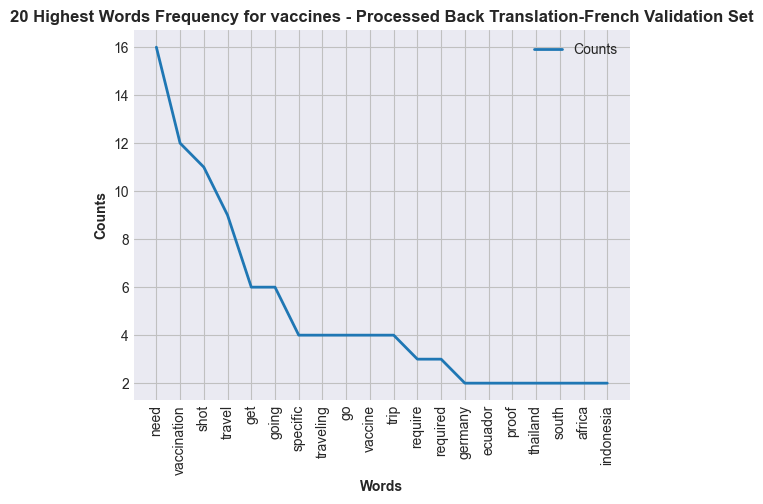 20 Highest Words Frequency for vaccines - Processed Back Translation-French Validation Set
Counts
16
14
12
10
8
6
4
2
Counts
need
vaccination
shot
travel
get
going
specific
traveling
go
vaccine
trip
require
required
germany
ecuador
proof
thailand
south
africa
indonesia
Words